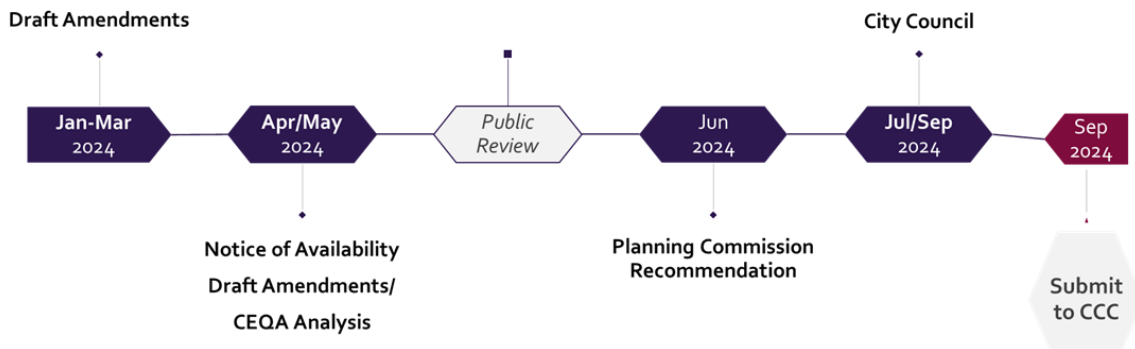 Draft Amendments
City Council
Jan-Mar
2024
Apr/May
2024
Public
Review
Jun
2024
Jul/Sep
2024
Sep
2024
Notice of Availability
Draft Amendments/
CEQA Analysis
Planning Commission
Recommendation
Submit
to CCC